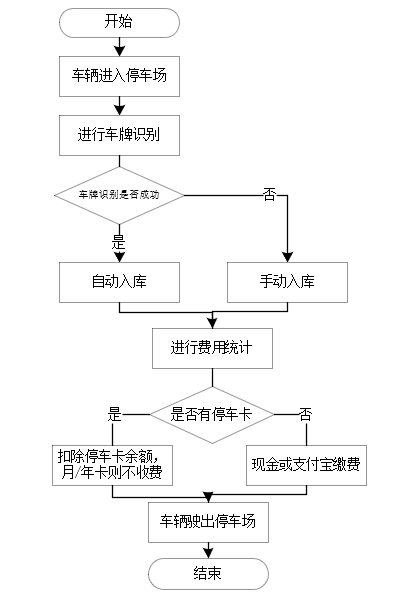 开始
车辆进入停车场
进行车牌识别
车牌识别是否成功
否
是
自动入库
手动入库
进行费用统计
是否有停车卡
是
否
扣除停车卡余额，
月/年卡则不收费
现金或支付宝缴费
车辆驶出停车场
结束